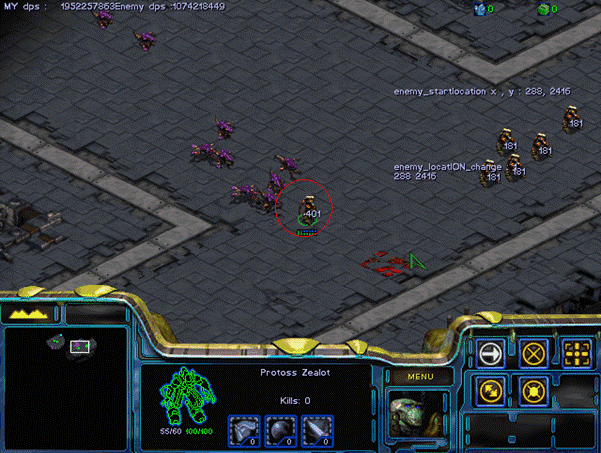 MY dps : 1952257863Enemy dps :1074218449
0 0
enemy_startlocation x , y : 288, 2416
181
181
181
181
181
enemy_locatION_change
288 2416
-401
Protoss Zealot
Kills: 0
MENU
55/60 100/100
0 0 0